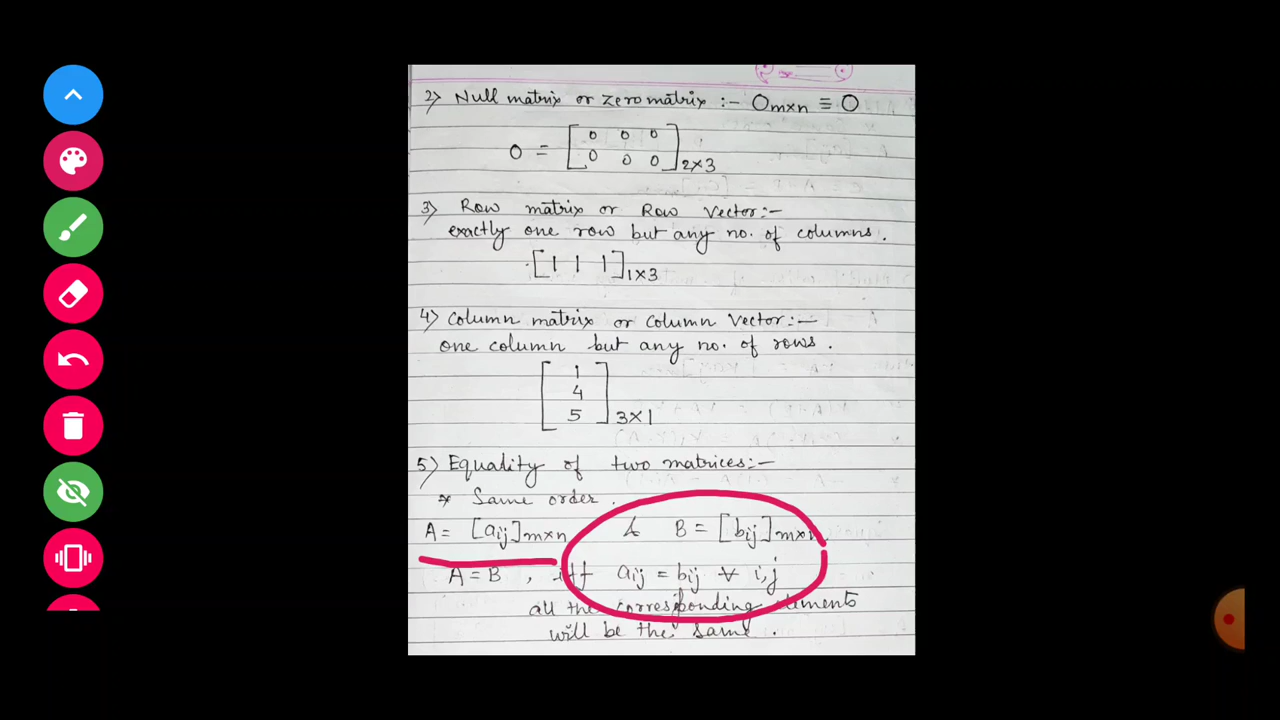 2) Null matrix or zero matrix :- Om×n ≡ O
O = [0 0 0
0 0 0]2×3
3) Row matrix or Row Vector:-
exactly one row but any no. of columns.
[1 1 1]1×3
4) Column matrix or Column Vector:-
one column but any no. of rows.
[1
4
5]3×1
5) Equality of two matrices:-
* Same order.
A = [aij]m×n & B = [bij]m×n
A = B , iff aij = bij ∀ i,j
all the corresponding elements
will be the same.